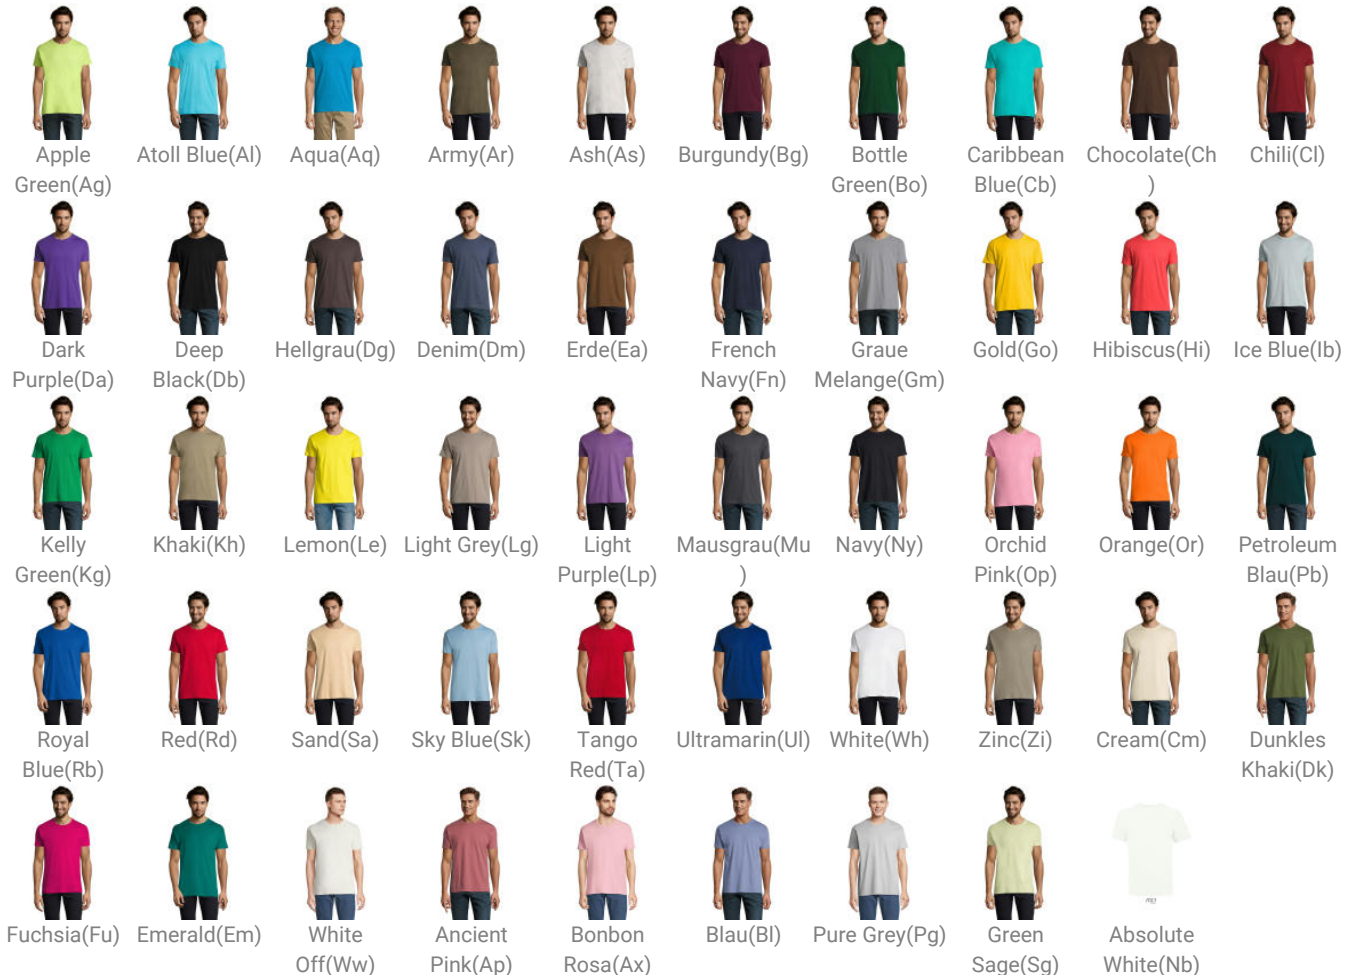 Apple Green(Ag)
Atoll Blue(Al)
Aqua(Aq)
Army(Ar)
Ash(As)
Burgundy(Bg)
Bottle Green(Bo)
Caribbean Blue(Cb)
Chocolate(Ch)
Chili(Cl)
Dark Purple(Da)
Deep Black(Db)
Hellgrau(Dg)
Denim(Dm)
Erde(Ea)
French Navy(Fn)
Graue Melange(Gm)
Gold(Go)
Hibiscus(Hi)
Ice Blue(Ib)
Kelly Green(Kg)
Khaki(Kh)
Lemon(Le)
Light Grey(Lg)
Light Purple(Lp)
Mausgrau(Mu)
Navy(Ny)
Orchid Pink(Op)
Orange(Or)
Petroleum Blau(Pb)
Royal Blue(Rb)
Red(Rd)
Sand(Sa)
Sky Blue(Sk)
Tango Red(Ta)
Ultramarin(Ul)
White(Wh)
Zinc(Zi)
Cream(Cm)
Dunkles Khaki(Dk)
Fuchsia(Fu)
Emerald(Em)
White Off(Ww)
Ancient Pink(Ap)
Bonbon Rosa(Ax)
Blau(Bl)
Pure Grey(Pg)
Green Sage(Sg)
Absolute White(Nb)